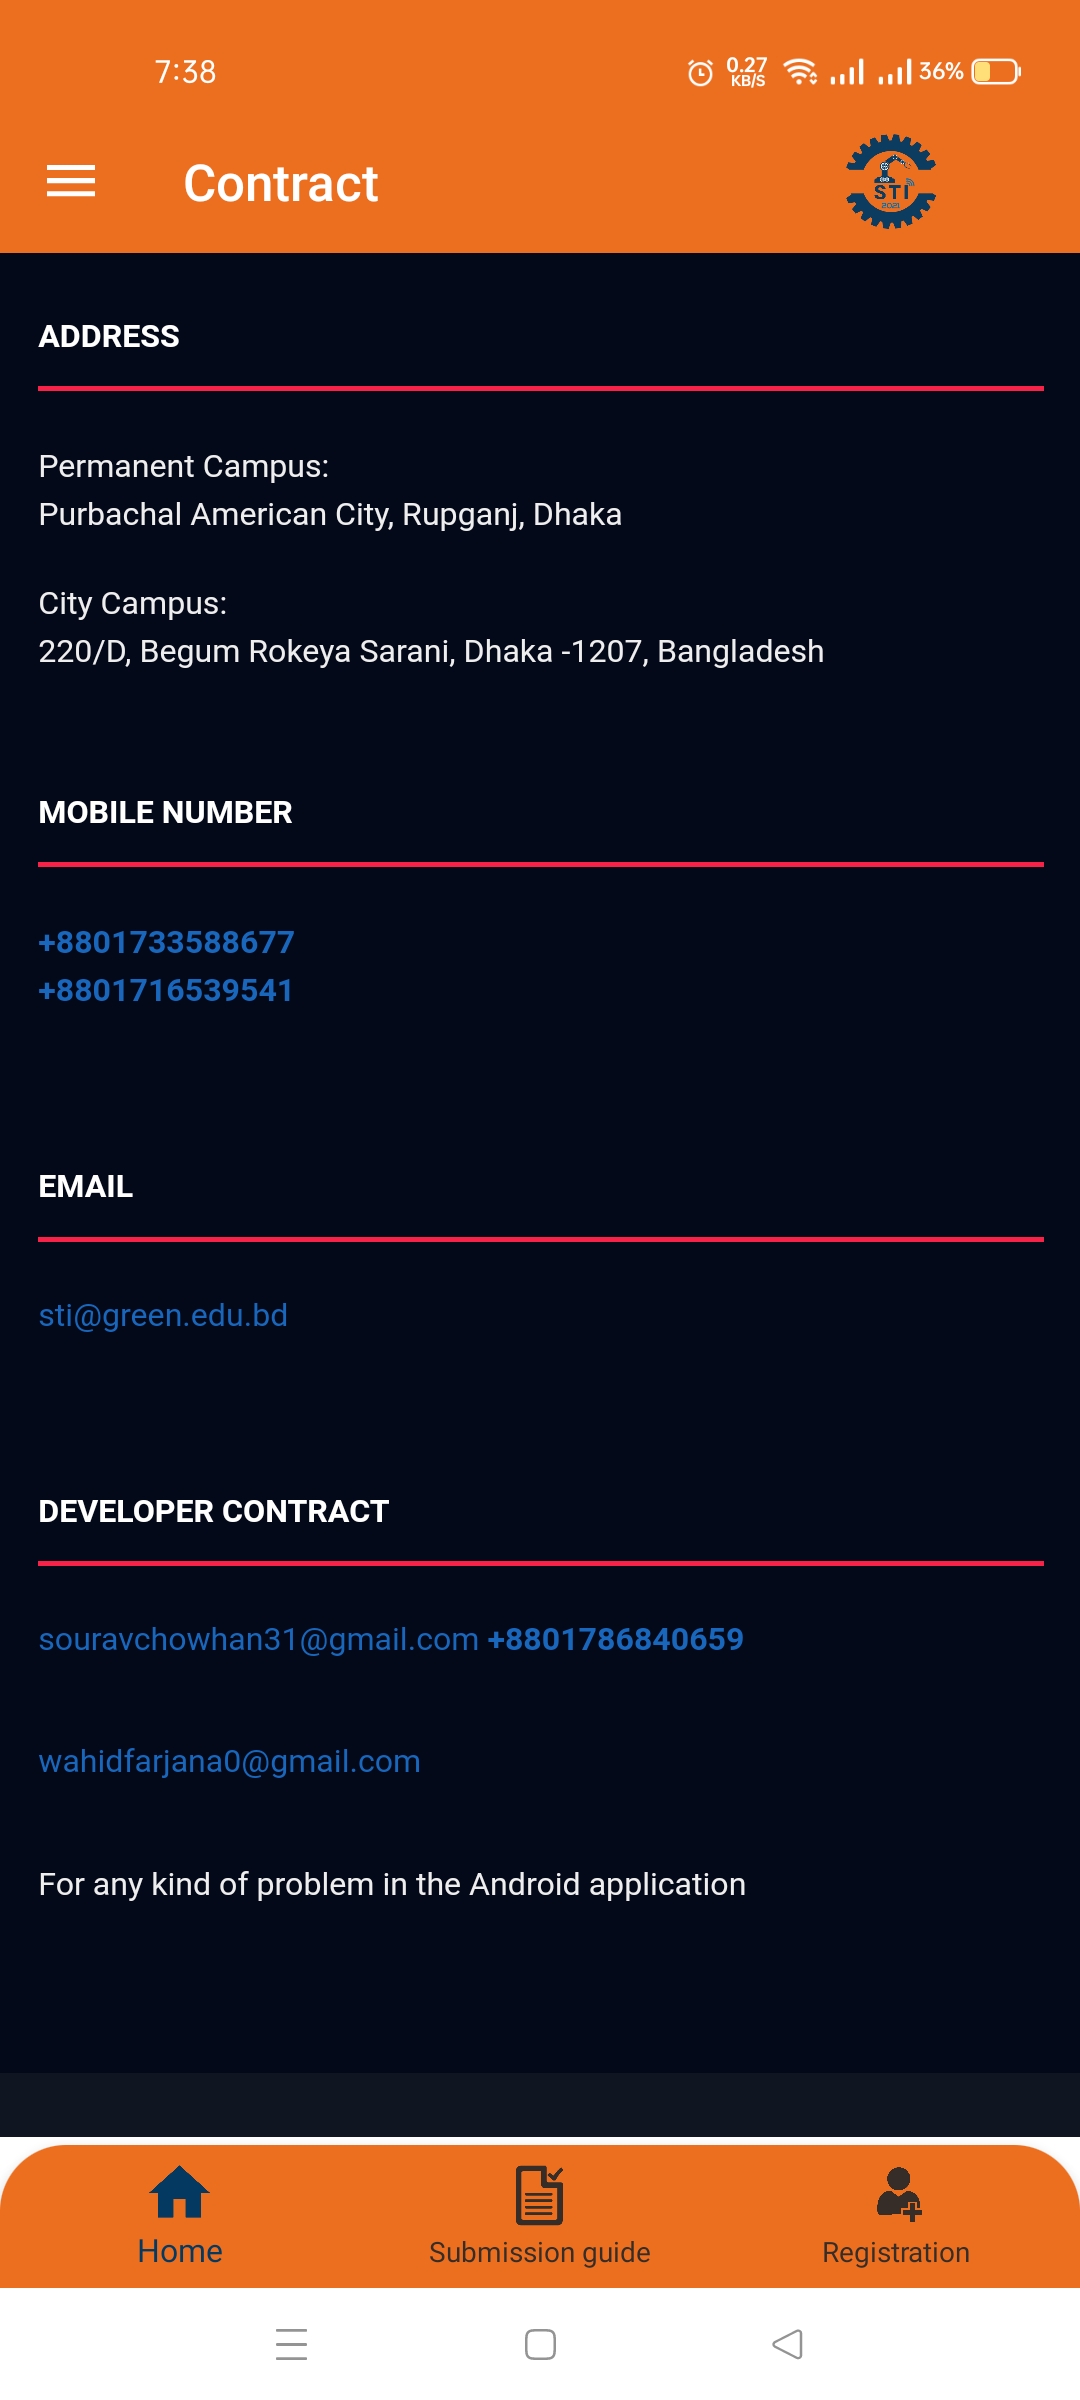 7:38
0.27
KB/S
36%
Contract
STI
2021
ADDRESS
Permanent Campus:
Purbachal American City, Rupganj, Dhaka
City Campus:
220/D, Begum Rokeya Sarani, Dhaka -1207, Bangladesh
MOBILE NUMBER
+8801733588677
+8801716539541
EMAIL
sti@green.edu.bd
DEVELOPER CONTRACT
souravchowhan31@gmail.com +8801786840659
wahidfarjana0@gmail.com
For any kind of problem in the Android application
Home
Submission guide
Registration